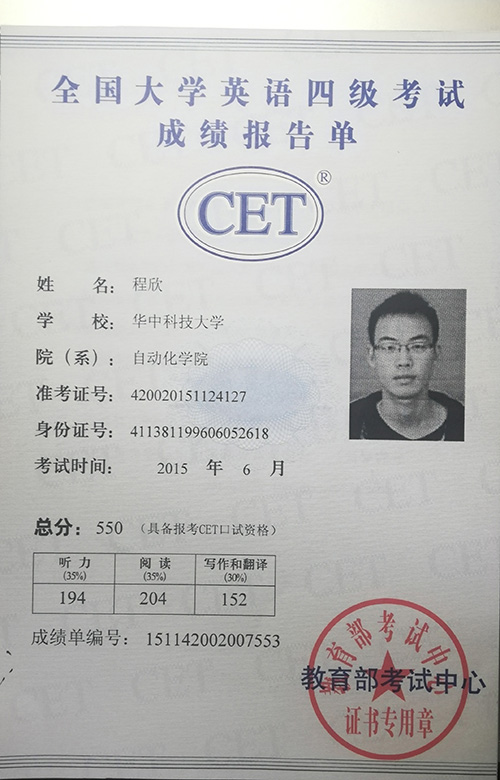 全国大学英语四级考试
成绩报告单
CET®
姓 名: 程欣
学 校: 华中科技大学
院（系）: 自动化学院
准考证号: 420020151124127
身份证号: 411381199606052618
考试时间: 2015 年 6 月
总分: 550 （具备报考CET口试资格）
听 力 阅 读 写作和翻译
(35%) (35%) (30%)
194 204 152
成绩单编号: 151142002007553
教育部考试中心
教育部考试中心
证书专用章